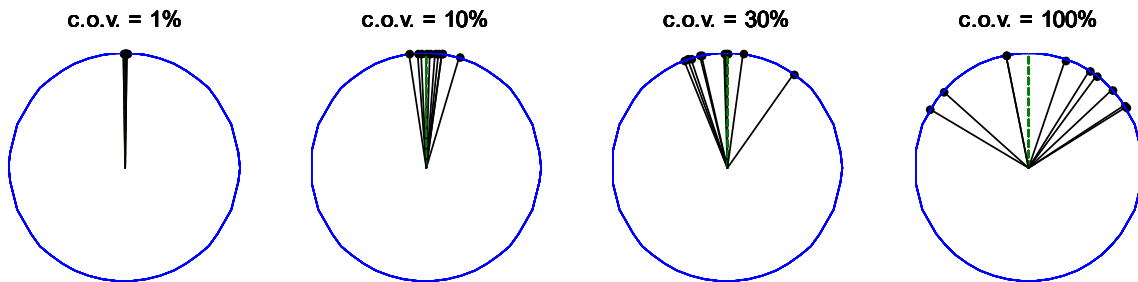 c.o.v. = 1%
c.o.v. = 10%
c.o.v. = 30%
c.o.v. = 100%